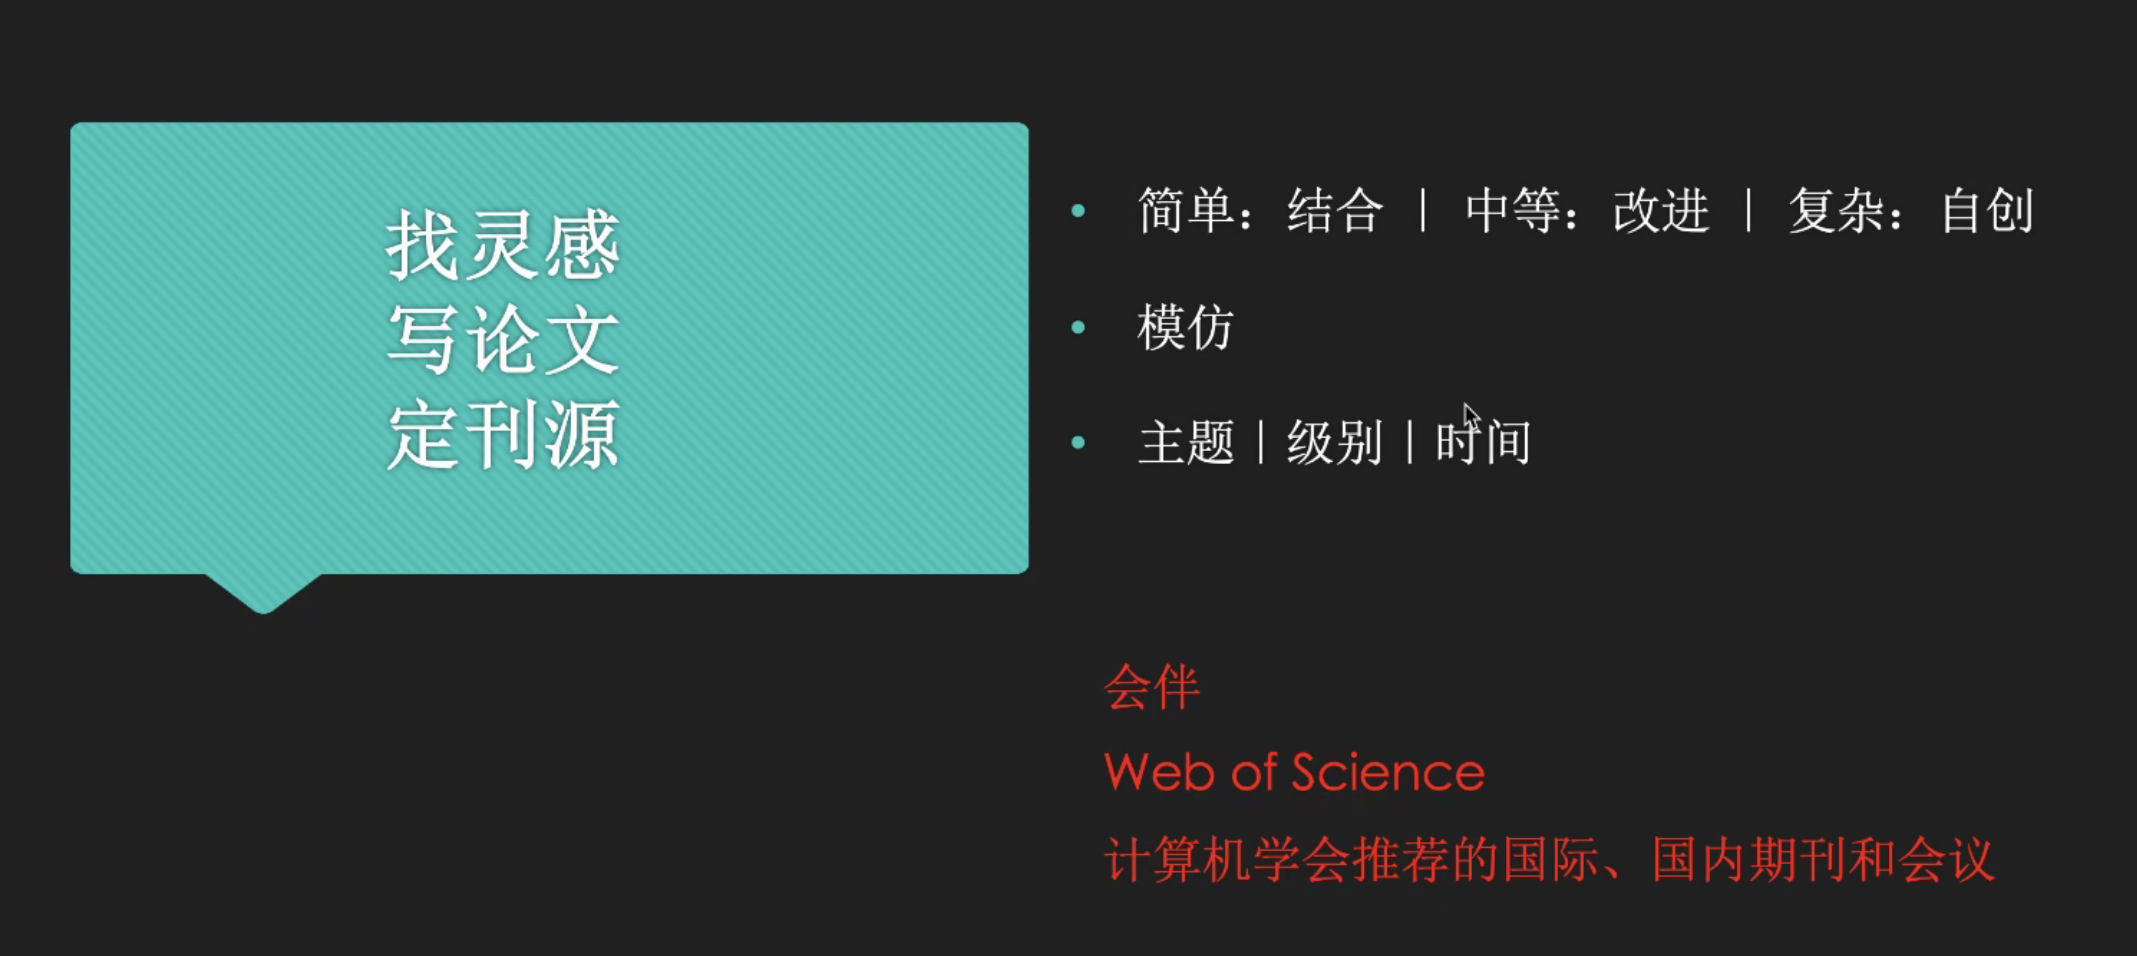 找灵感
写论文
定刊源
简单：结合 | 中等：改进 | 复杂：自创
模仿
主题 | 级别 | 时间
会伴
Web of Science
计算机学会推荐的国际、国内期刊和会议